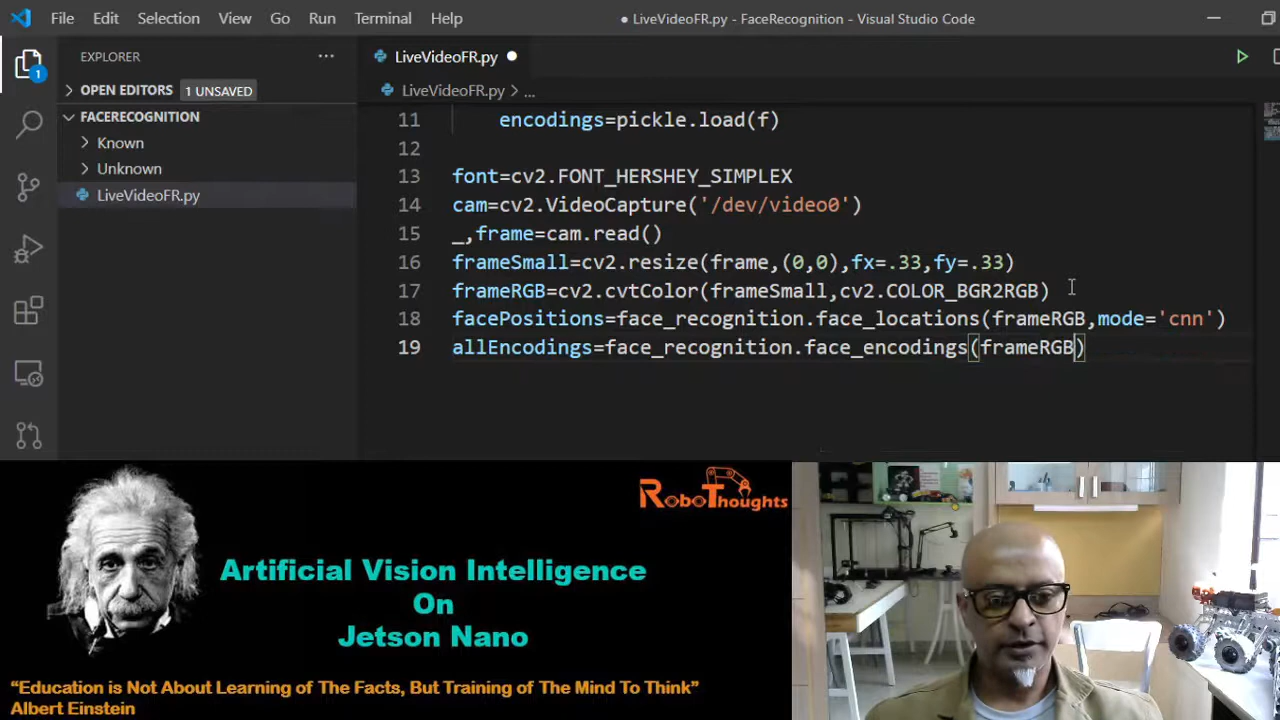 File Edit Selection View Go Run Terminal Help ● LiveVideoFR.py - FaceRecognition - Visual Studio Code
EXPLORER ···
LiveVideoFR.py ●
OPEN EDITORS 1 UNSAVED
LiveVideoFR.py > ...
FACERECOGNITION
Known
Unknown
LiveVideoFR.py
1
11 encodings=pickle.load(f)
12
13 font=cv2.FONT_HERSHEY_SIMPLEX
14 cam=cv2.VideoCapture('/dev/video0')
15 _,frame=cam.read()
16 frameSmall=cv2.resize(frame,(0,0),fx=.33,fy=.33)
17 frameRGB=cv2.cvtColor(frameSmall,cv2.COLOR_BGR2RGB)
18 facePositions=face_recognition.face_locations(frameRGB,mode='cnn')
19 allEncodings=face_recognition.face_encodings(frameRGB)
ROBOTHOUGHTS
Artificial Vision Intelligence
On
Jetson Nano
“Education is Not About Learning of The Facts, But Training of The Mind To Think”
Albert Einstein